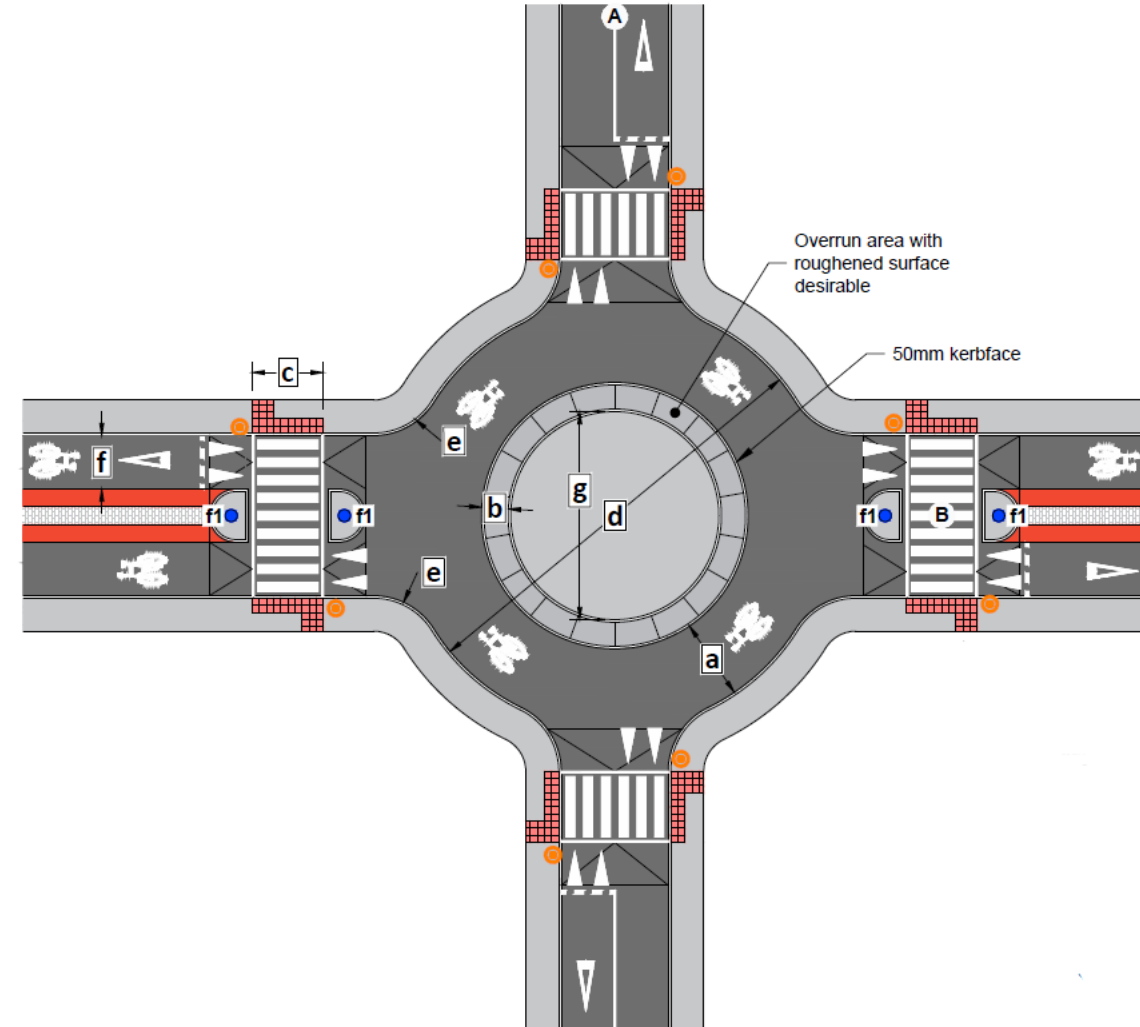 A
Overrun area with
roughened surface
desirable
50mm kerbface
c
e
f
g
b
d
f1
f1
f1
B
f1
e
a